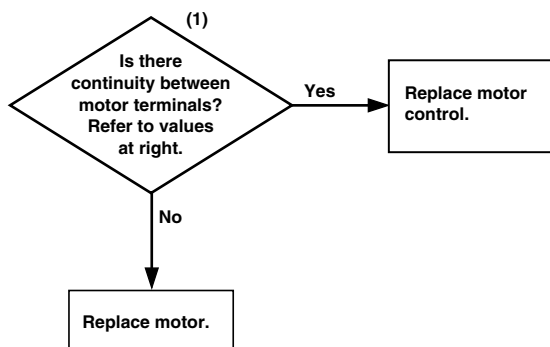 (1)
Is there
continuity between
motor terminals?
Refer to values
at right.
Yes
Replace motor
control.
No
Replace motor.